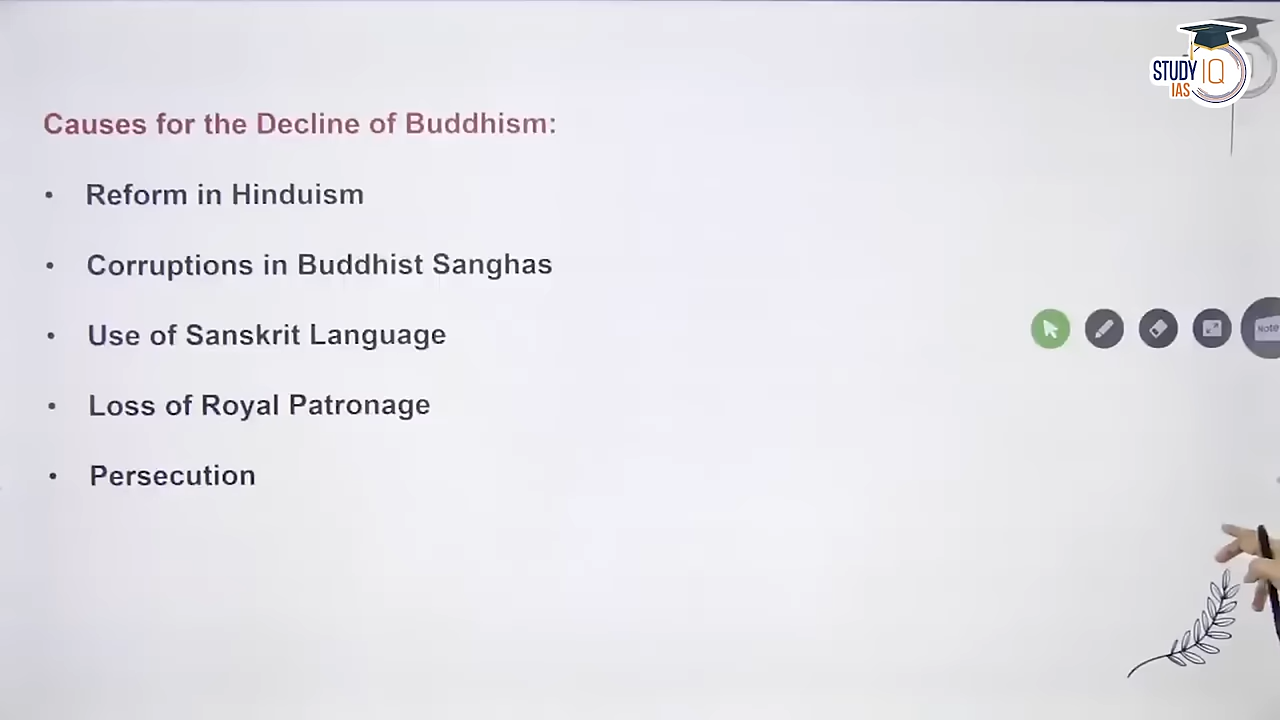 STUDY IQ
IAS
Causes for the Decline of Buddhism:
• Reform in Hinduism
• Corruptions in Buddhist Sanghas
• Use of Sanskrit Language
• Loss of Royal Patronage
• Persecution
Note